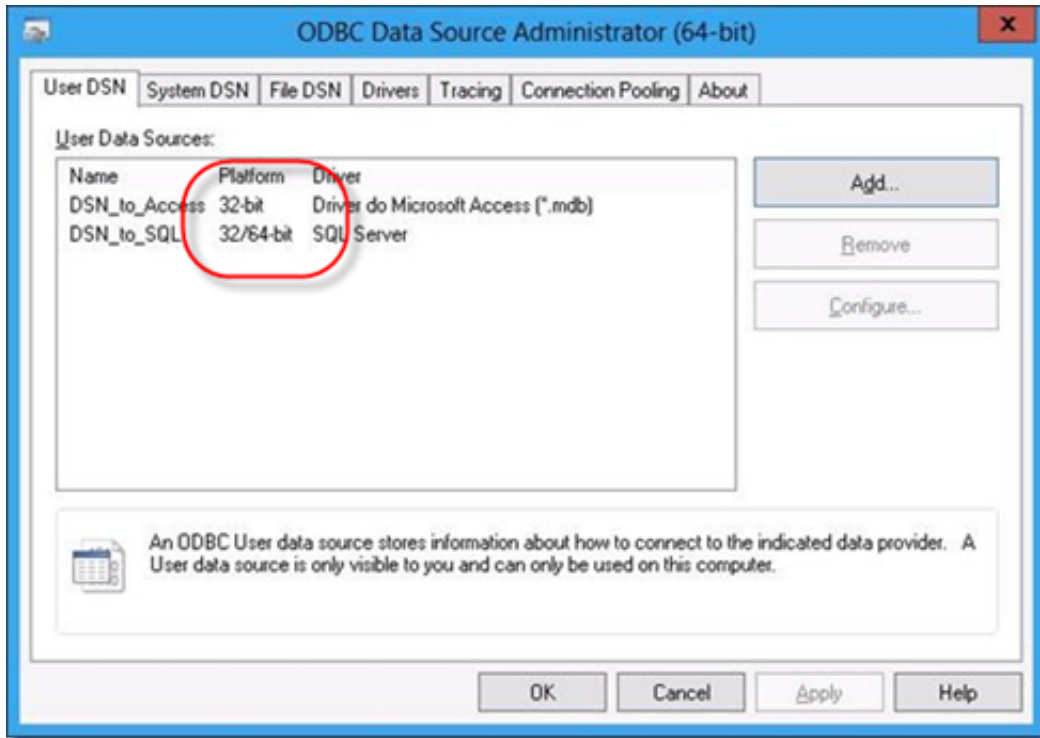 ODBC Data Source Administrator (64-bit)
x
User DSN System DSN File DSN Drivers Tracing Connection Pooling About
User Data Sources:
Name Platform Driver
DSN_to_Access 32-bit Driver do Microsoft Access (*.mdb)
DSN_to_SQL 32/64-bit SQL Server
Add...
Remove
Configure...
An ODBC User data source stores information about how to connect to the indicated data provider. A
User data source is only visible to you and can only be used on this computer.
OK Cancel Apply Help